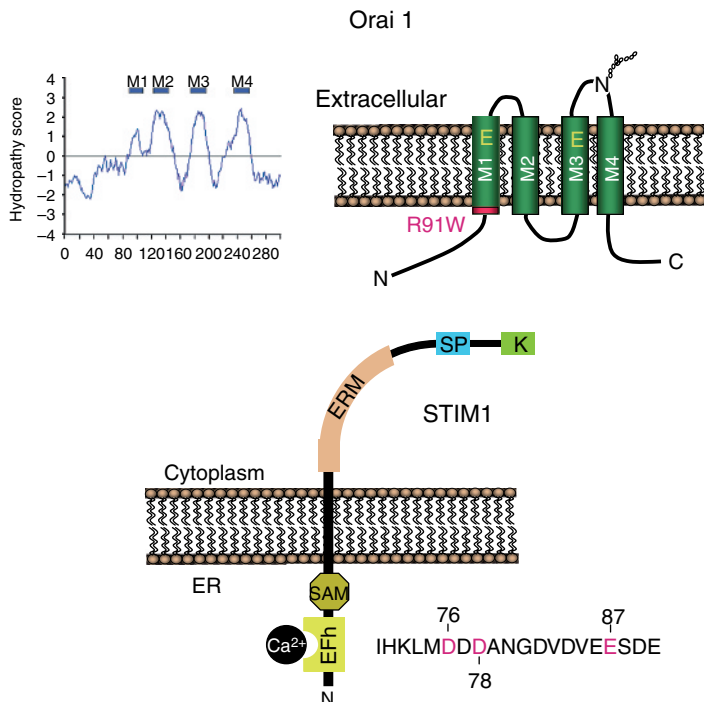 Orai 1
M1 M2 M3 M4
4
3
2
1
0
–1
–2
–3
–4
Hydropathy score
0 40 80 120 160 200 240 280
Extracellular
N
E E
M1 M2 M3 M4
R91W
N
C
SP K
ERM
STIM1
Cytoplasm
ER
SAM
Ca2+
EFh
N
76 87
IHKLMDDDANGDVDVEESDE
78